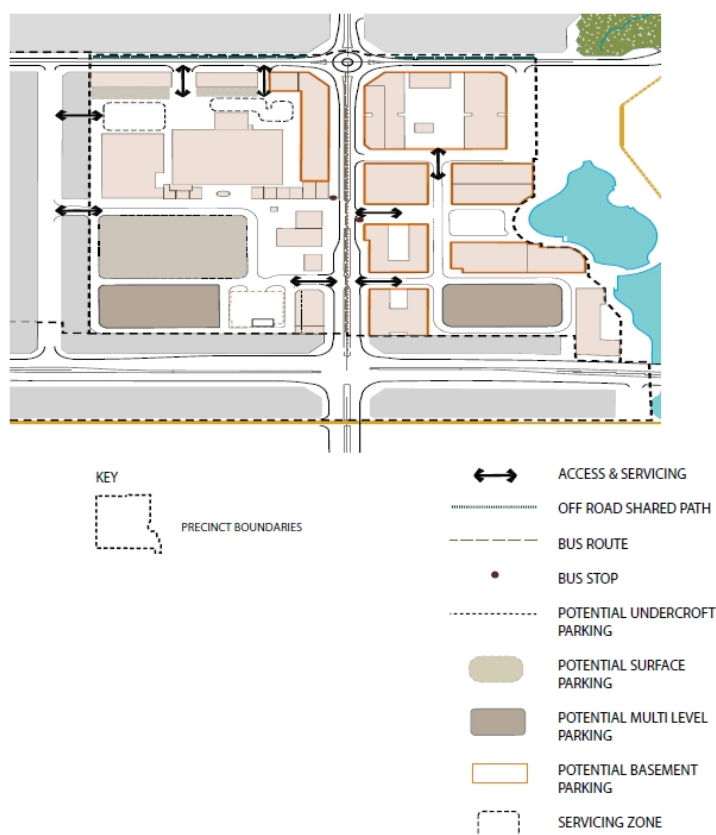 KEY
PRECINCT BOUNDARIES
ACCESS & SERVICING
OFF ROAD SHARED PATH
BUS ROUTE
BUS STOP
POTENTIAL UNDERCROFT
PARKING
POTENTIAL SURFACE
PARKING
POTENTIAL MULTI LEVEL
PARKING
POTENTIAL BASEMENT
PARKING
SERVICING ZONE